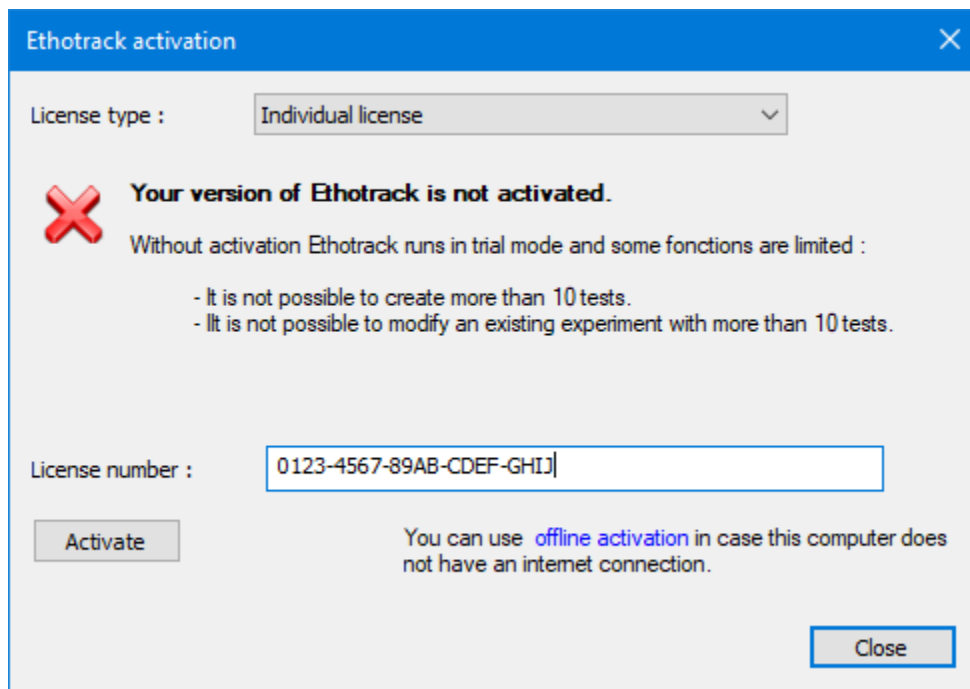 Ethotrack activation
License type :
Individual license
Your version of Ethotrack is not activated.
Without activation Ethotrack runs in trial mode and some fonctions are limited :
- It is not possible to create more than 10 tests.
- IIt is not possible to modify an existing experiment with more than 10 tests.
License number :
0123-4567-89AB-CDEF-GHIJ
Activate
You can use offline activation in case this computer does
not have an internet connection.
Close